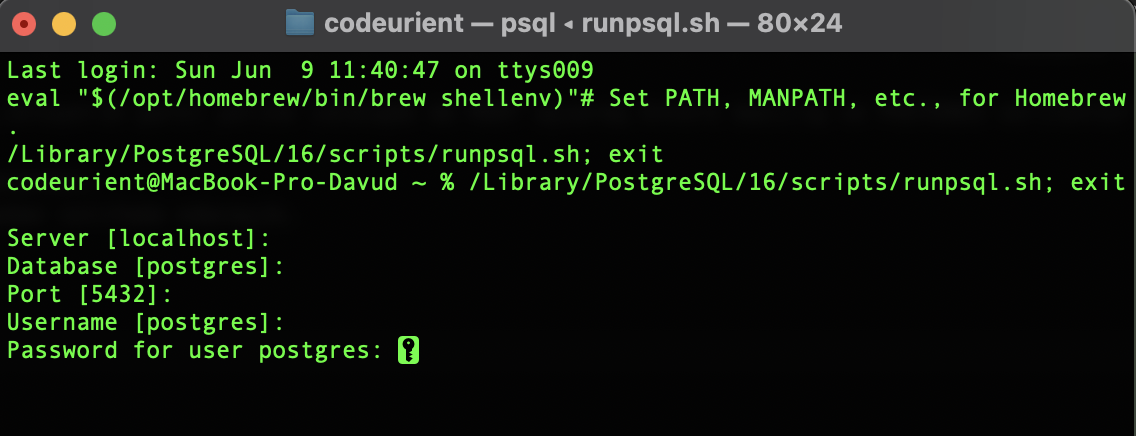 codeurient — psql ◂ runpsql.sh — 80×24
Last login: Sun Jun  9 11:40:47 on ttys009
eval "$(/opt/homebrew/bin/brew shellenv)"# Set PATH, MANPATH, etc., for Homebrew
.
/Library/PostgreSQL/16/scripts/runpsql.sh; exit
codeurient@MacBook-Pro-Davud ~ % /Library/PostgreSQL/16/scripts/runpsql.sh; exit
Server [localhost]:
Database [postgres]:
Port [5432]:
Username [postgres]:
Password for user postgres: